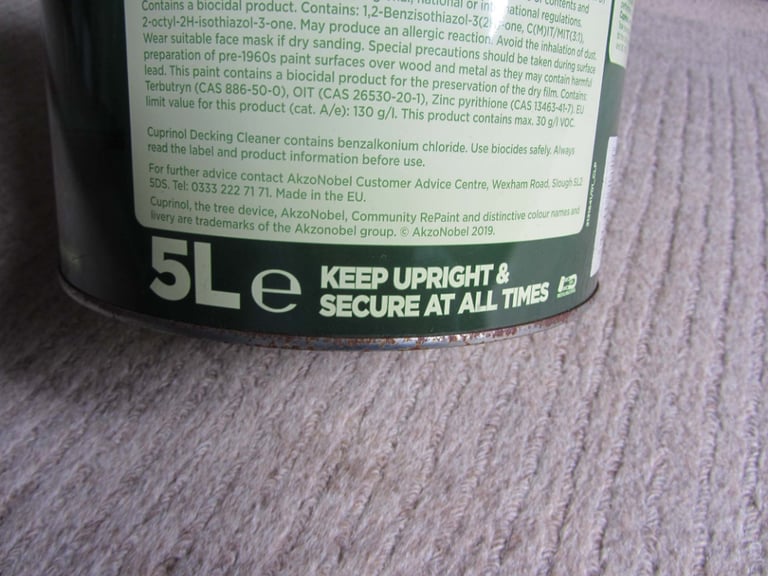 of contents and
national or international regulations.
Contains a biocidal product. Contains: 1,2-Benzisothiazol-3(2H)-one, C(M)IT/MIT(3:1),
2-octyl-2H-isothiazol-3-one. May produce an allergic reaction. Avoid the inhalation of dust.
Wear suitable face mask if dry sanding. Special precautions should be taken during surface
preparation of pre-1960s paint surfaces over wood and metal as they may contain harmful
lead. This paint contains a biocidal product for the preservation of the dry film. Contains:
Terbutryn (CAS 886-50-0), OIT (CAS 26530-20-1), Zinc pyrithione (CAS 13463-41-7). EU
limit value for this product (cat. A/e): 130 g/l. This product contains max. 30 g/l VOC.
Cuprinol Decking Cleaner contains benzalkonium chloride. Use biocides safely. Always
read the label and product information before use.
For further advice contact AkzoNobel Customer Advice Centre, Wexham Road, Slough SL2
5DS. Tel: 0333 222 71 71. Made in the EU.
Cuprinol, the tree device, AkzoNobel, Community RePaint and distinctive colour names and
livery are trademarks of the Akzonobel group. © AkzoNobel 2019.
5L e KEEP UPRIGHT &
SECURE AT ALL TIMES